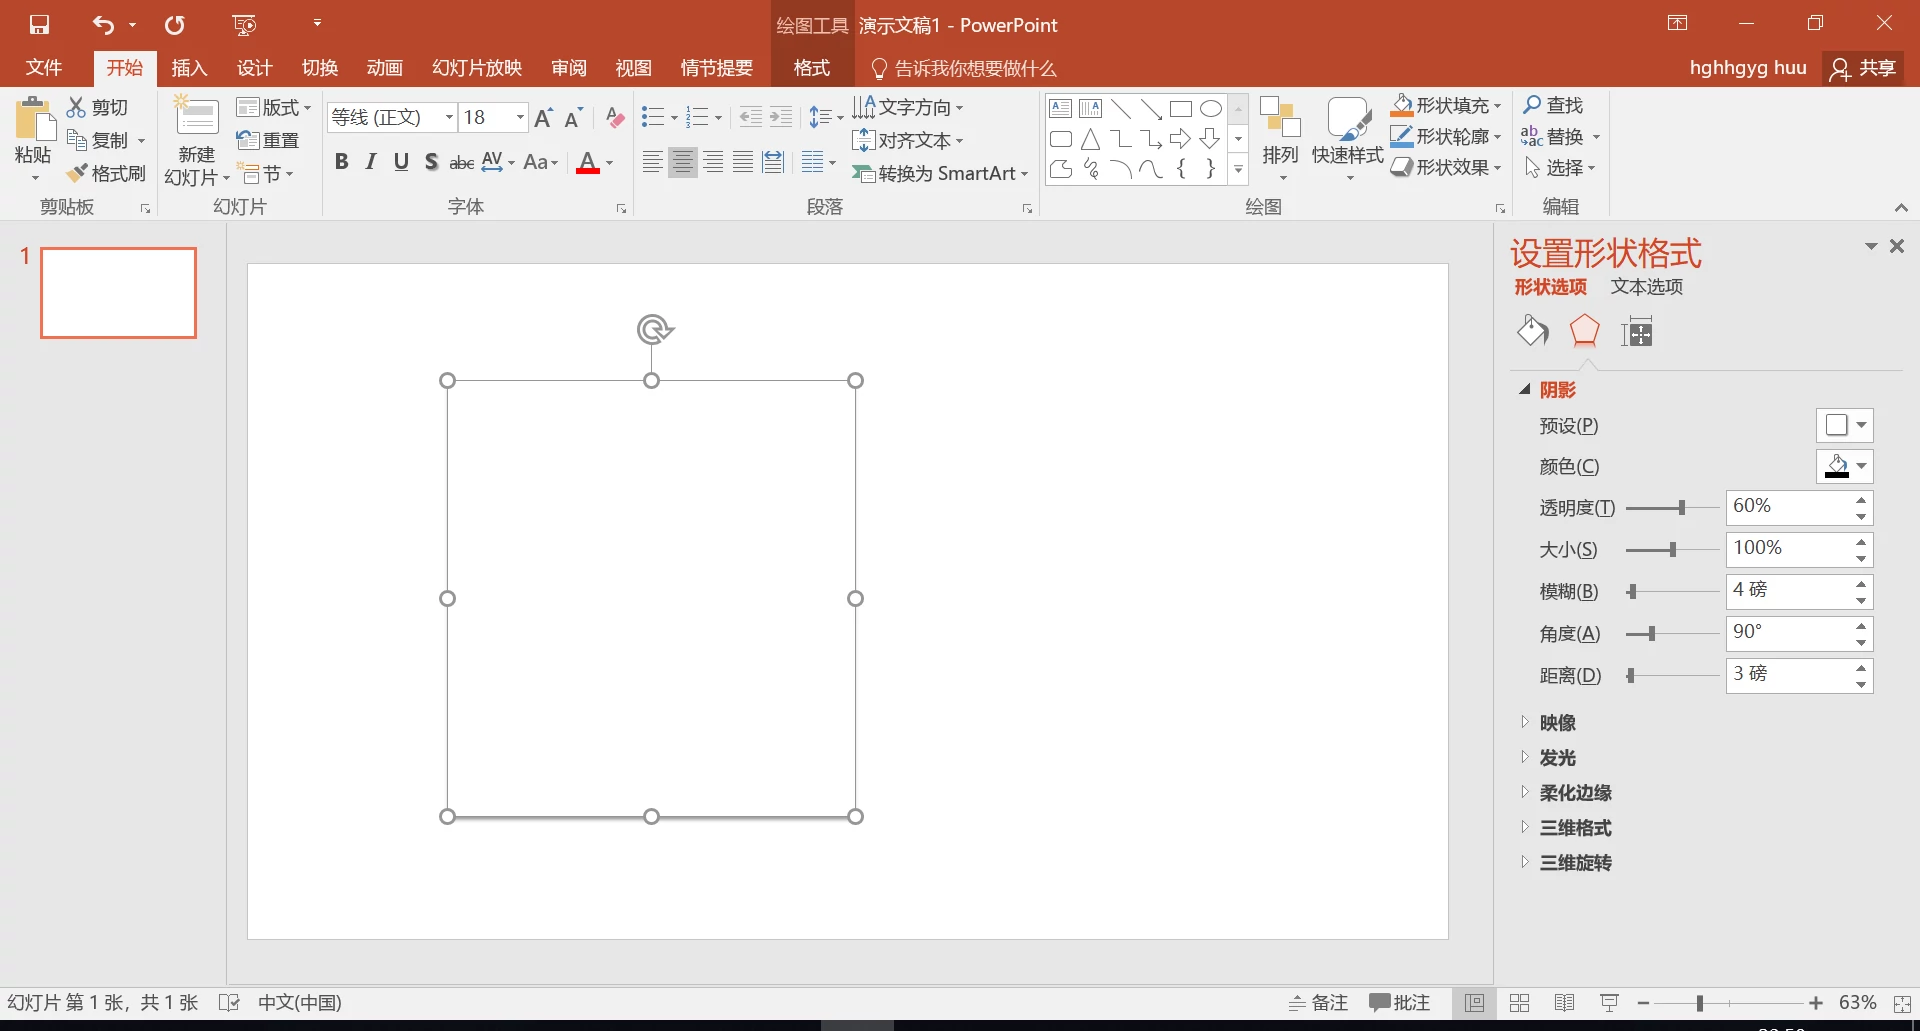 绘图工具 演示文稿1 - PowerPoint
文件 开始 插入 设计 切换 动画 幻灯片放映 审阅 视图 情节提要 格式 告诉我你想要做什么 hghhgyg huu 共享
粘贴 剪切 复制 格式刷
剪贴板
新建
幻灯片 版式 重置 节
幻灯片
等线 (正文) 18
B I U S abc AV Aa A
字体
文字方向
对齐文本
转换为 SmartArt
段落
排列 快速样式
形状填充
形状轮廓
形状效果
绘图
查找
替换
选择
编辑
1
设置形状格式
形状选项 文本选项
阴影
预设(P)
颜色(C)
透明度(T) 60%
大小(S) 100%
模糊(B) 4 磅
角度(A) 90°
距离(D) 3 磅
映像
发光
柔化边缘
三维格式
三维旋转
幻灯片 第 1 张，共 1 张 中文(中国) 备注 批注 63%